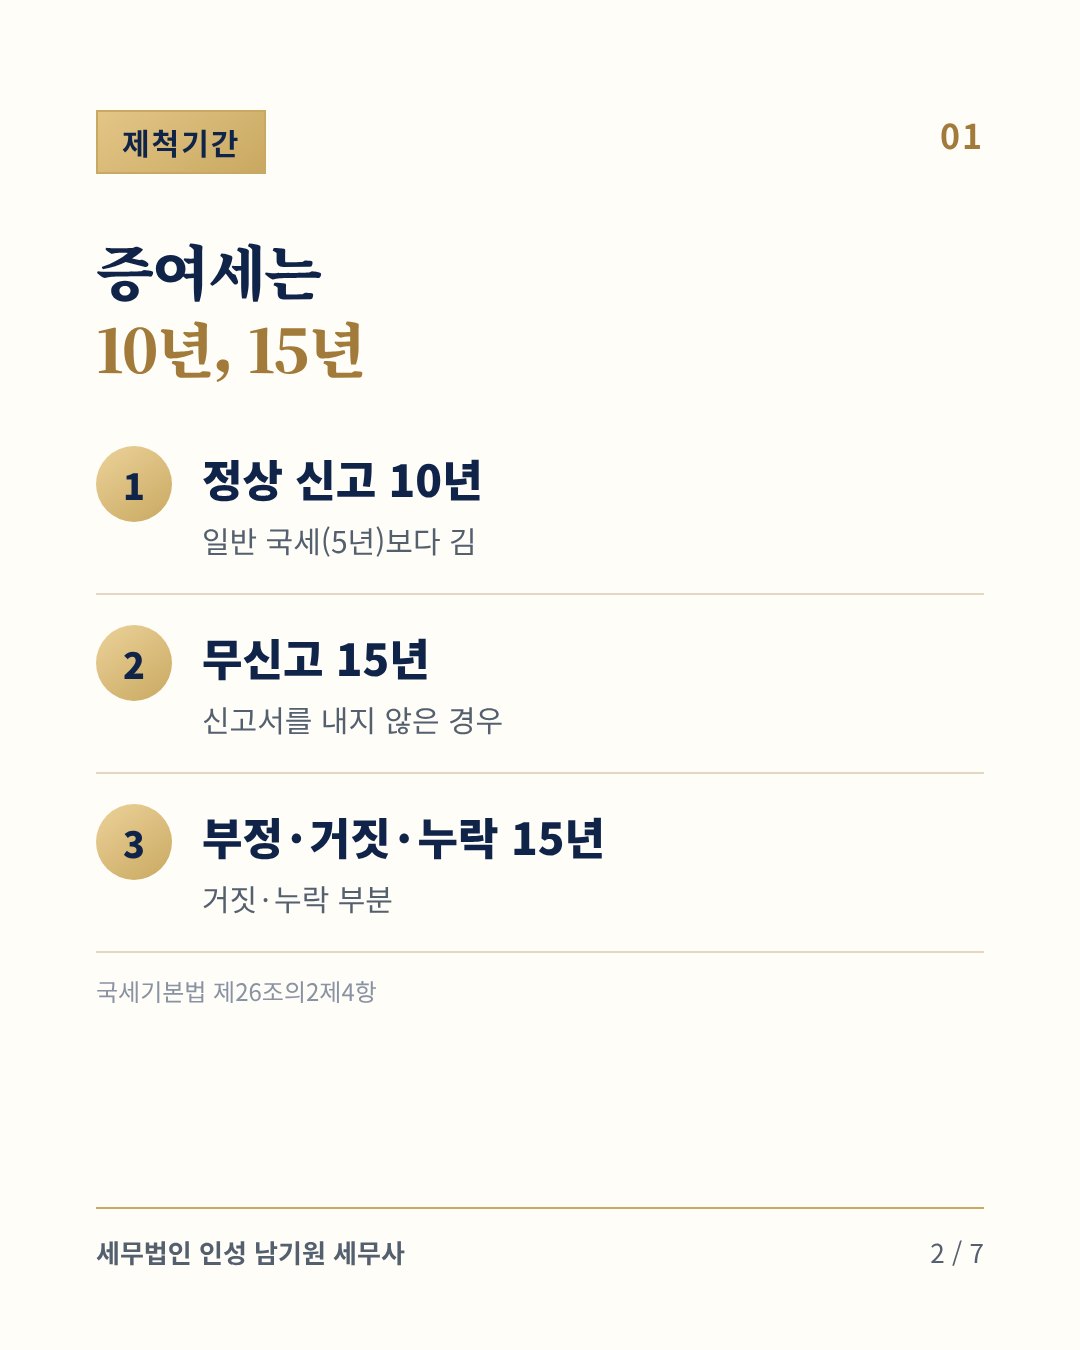 제척기간
01
증여세는
10년, 15년
1
정상 신고 10년
일반 국세(5년)보다 김
2
무신고 15년
신고서를 내지 않은 경우
3
부정·거짓·누락 15년
거짓·누락 부분
국세기본법 제26조의2제4항
세무법인 인성 남기원 세무사
2 / 7